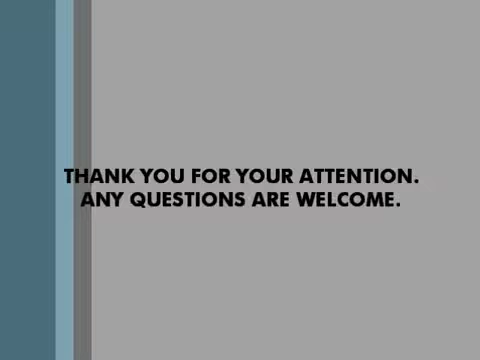 THANK YOU FOR YOUR ATTENTION.
ANY QUESTIONS ARE WELCOME.